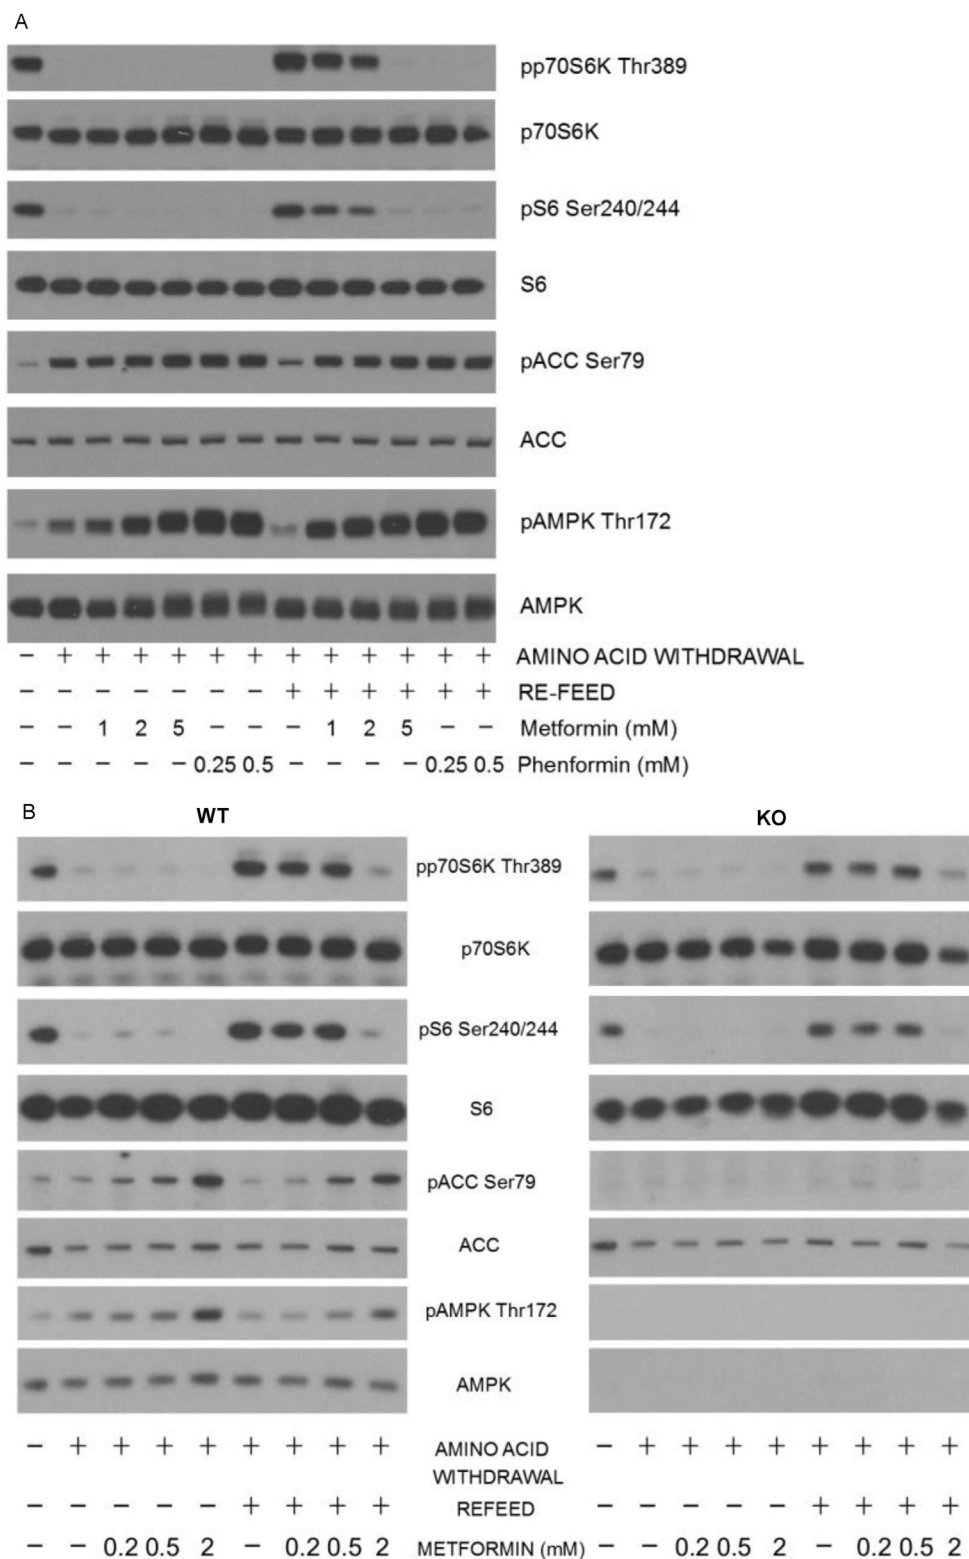 A
pp70S6K Thr389
p70S6K
pS6 Ser240/244
S6
pACC Ser79
ACC
pAMPK Thr172
AMPK
− + + + + + + + + + + + + AMINO ACID WITHDRAWAL
− − − − − − − + + + + + + RE-FEED
− − 1 2 5 − − − 1 2 5 − − Metformin (mM)
− − − − − 0.25 0.5 − − − − 0.25 0.5 Phenformin (mM)
B WT KO
pp70S6K Thr389
p70S6K
pS6 Ser240/244
S6
pACC Ser79
ACC
pAMPK Thr172
AMPK
− + + + + + + + + AMINO ACID WITHDRAWAL − + + + + + + + +
− − − − − + + + + REFEED − − − − − + + + +
− − 0.2 0.5 2 − 0.2 0.5 2 METFORMIN (mM) − − 0.2 0.5 2 − 0.2 0.5 2